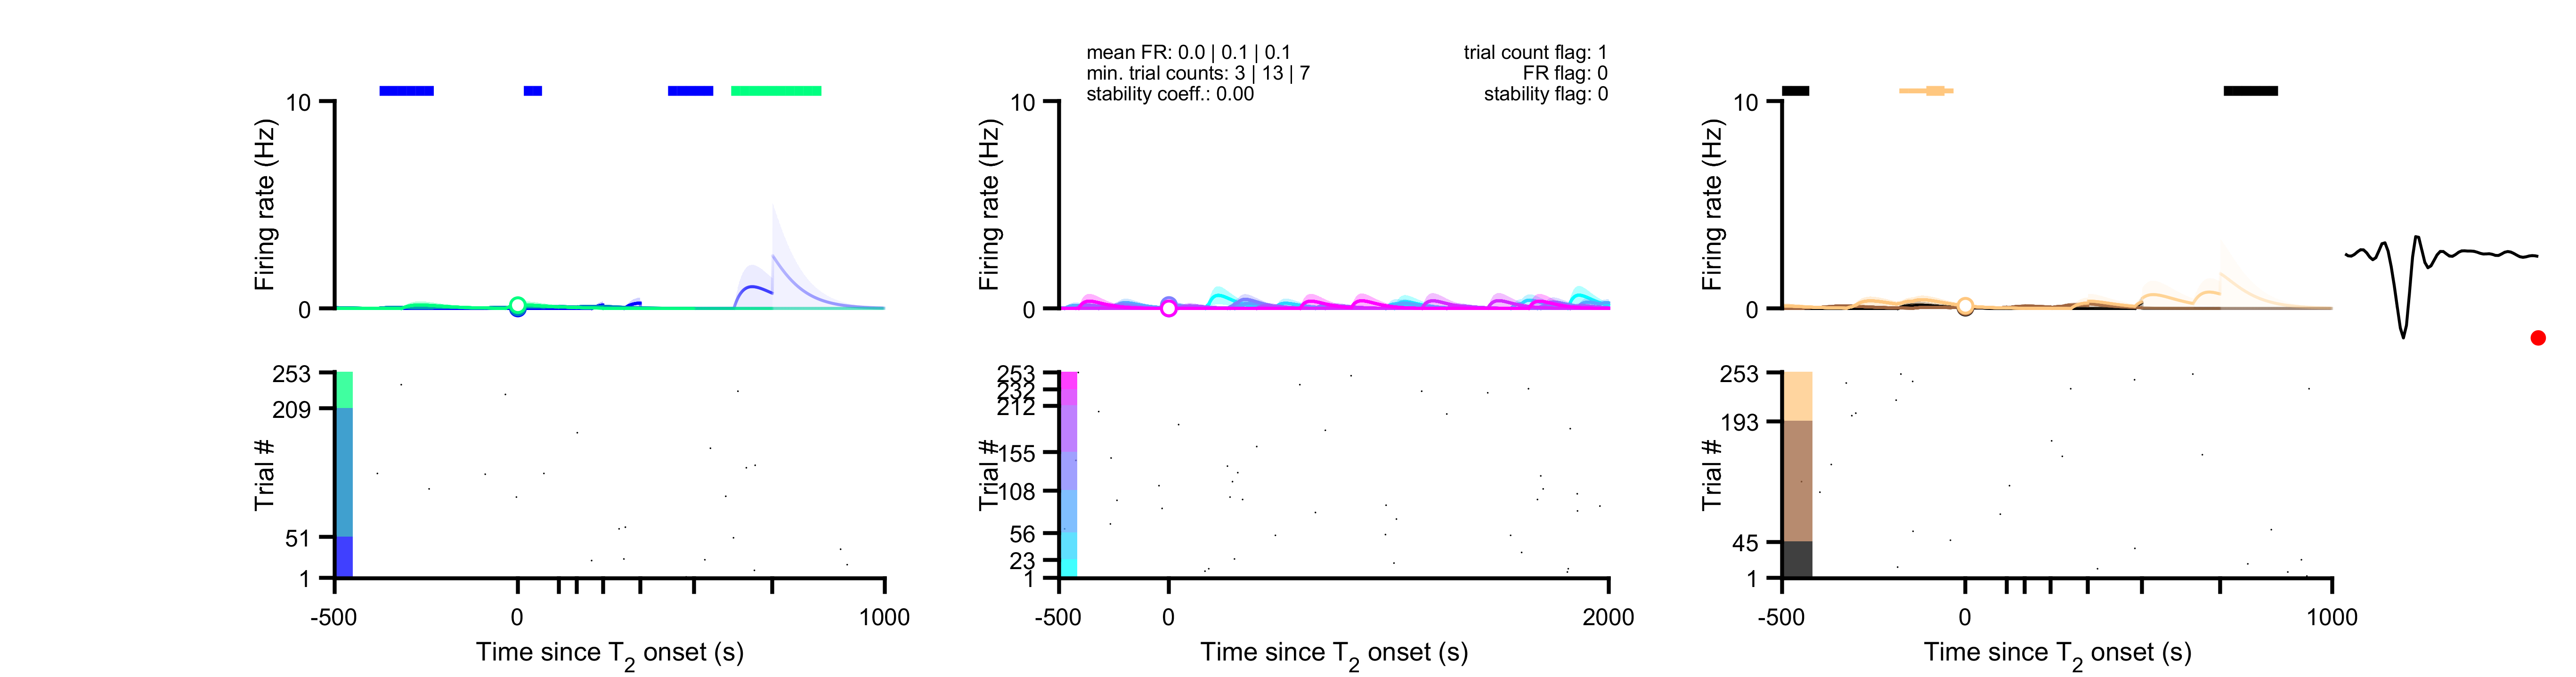 mean FR: 0.0 | 0.1 | 0.1
min. trial counts: 3 | 13 | 7
stability coeff.: 0.00
trial count flag: 1
FR flag: 0
stability flag: 0
10
0
Firing rate (Hz)
253
209
51
1
Trial #
-500
0
1000
Time since T2 onset (s)
10
0
Firing rate (Hz)
253
232
212
155
108
56
23
1
Trial #
-500
0
2000
Time since T2 onset (s)
10
0
Firing rate (Hz)
253
193
45
1
Trial #
-500
0
1000
Time since T2 onset (s)